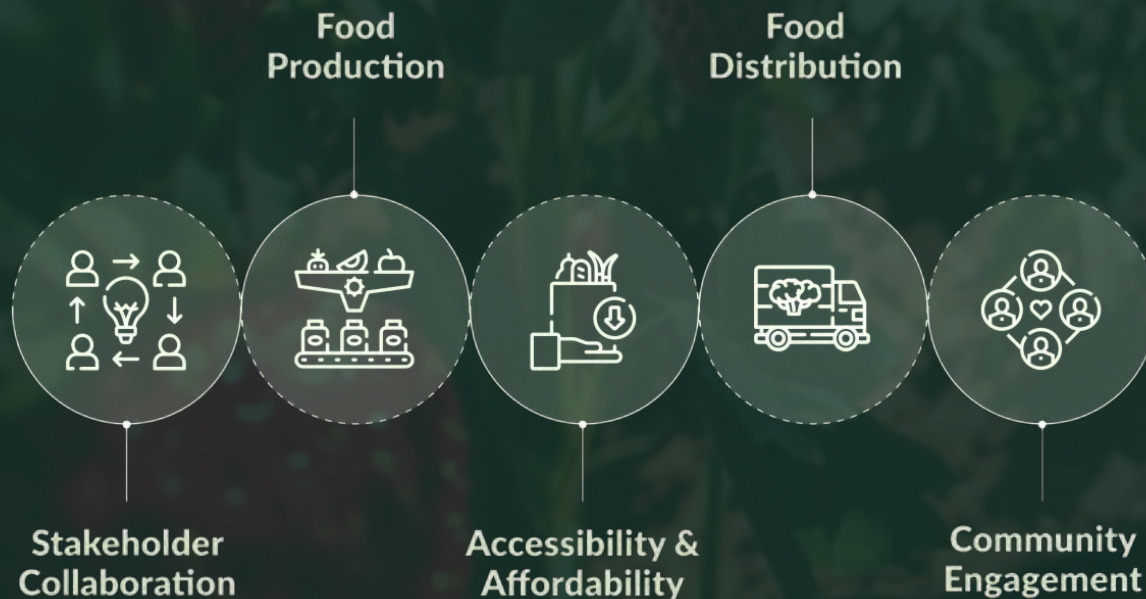 Food
Production
Food
Distribution
Stakeholder
Collaboration
Accessibility &
Affordability
Community
Engagement